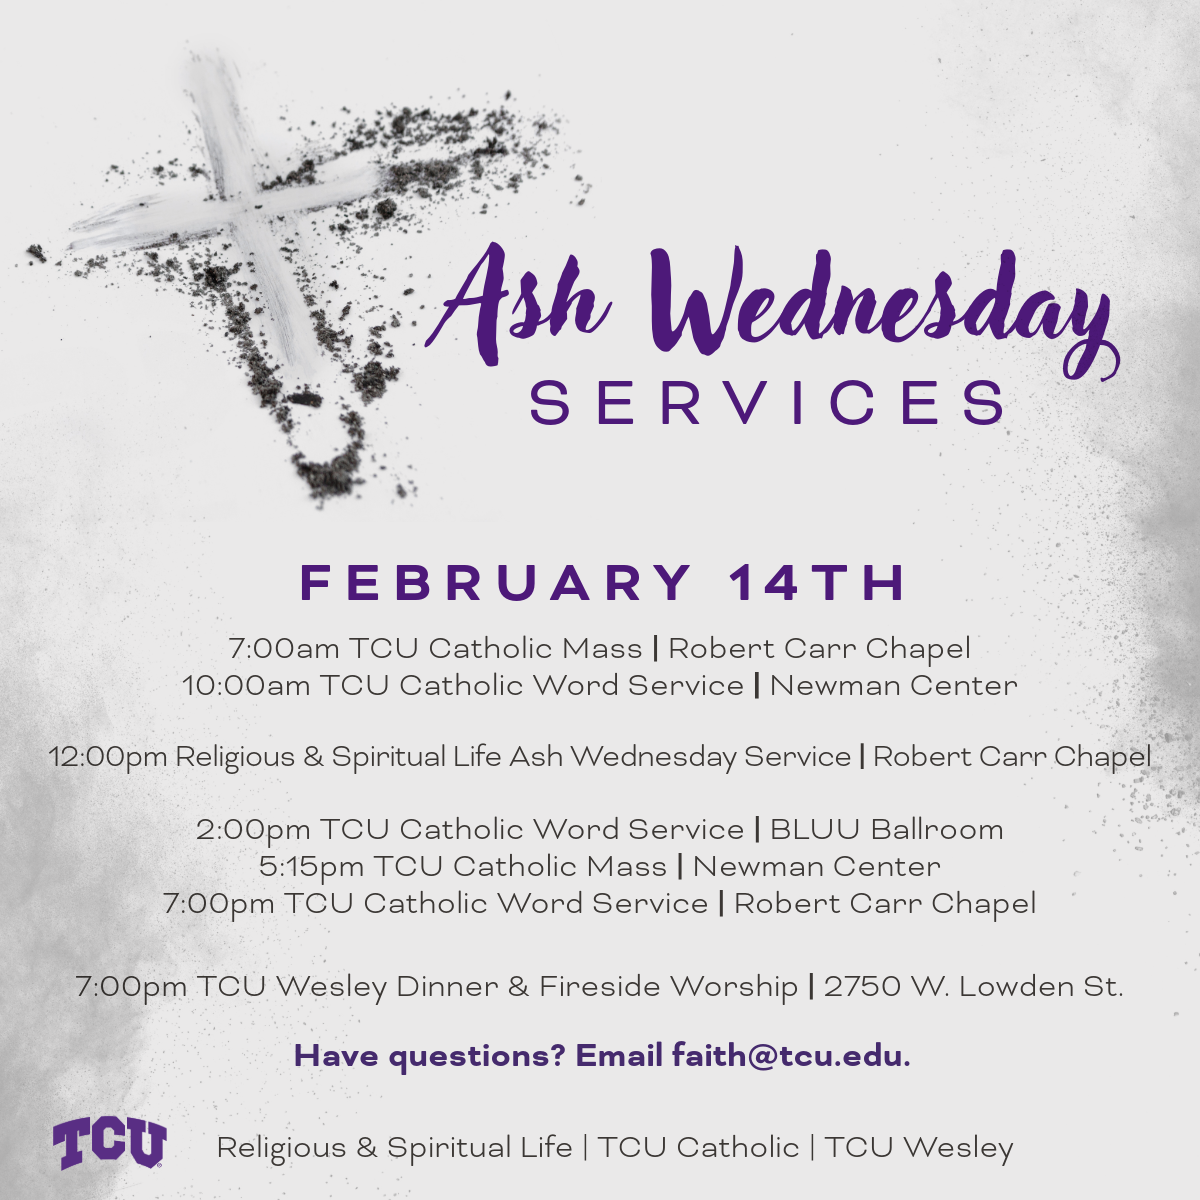 Ash Wednesday
SERVICES
FEBRUARY 14TH
7:00am TCU Catholic Mass | Robert Carr Chapel
10:00am TCU Catholic Word Service | Newman Center
12:00pm Religious & Spiritual Life Ash Wednesday Service | Robert Carr Chapel
2:00pm TCU Catholic Word Service | BLUU Ballroom
5:15pm TCU Catholic Mass | Newman Center
7:00pm TCU Catholic Word Service | Robert Carr Chapel
7:00pm TCU Wesley Dinner & Fireside Worship | 2750 W. Lowden St.
Have questions? Email faith@tcu.edu.
TCU® Religious & Spiritual Life | TCU Catholic | TCU Wesley